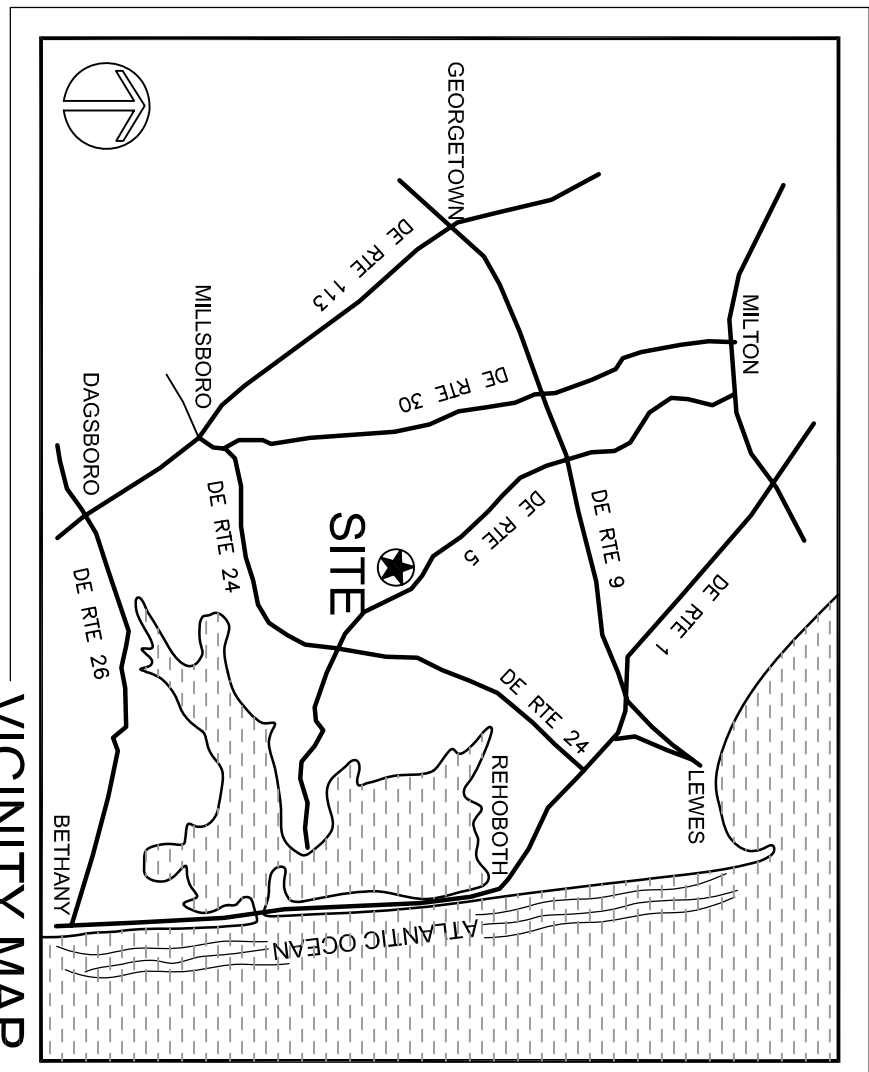 MILTON
GEORGETOWN
LEWES
DE RTE 1
DE RTE 9
DE RTE 30
DE RTE 5
DE RTE 113
DE RTE 24
REHOBOTH
SITE
MILLSBORO
DE RTE 24
ATLANTIC OCEAN
DAGSBORO
DE RTE 26
BETHANY
VICINITY MAP